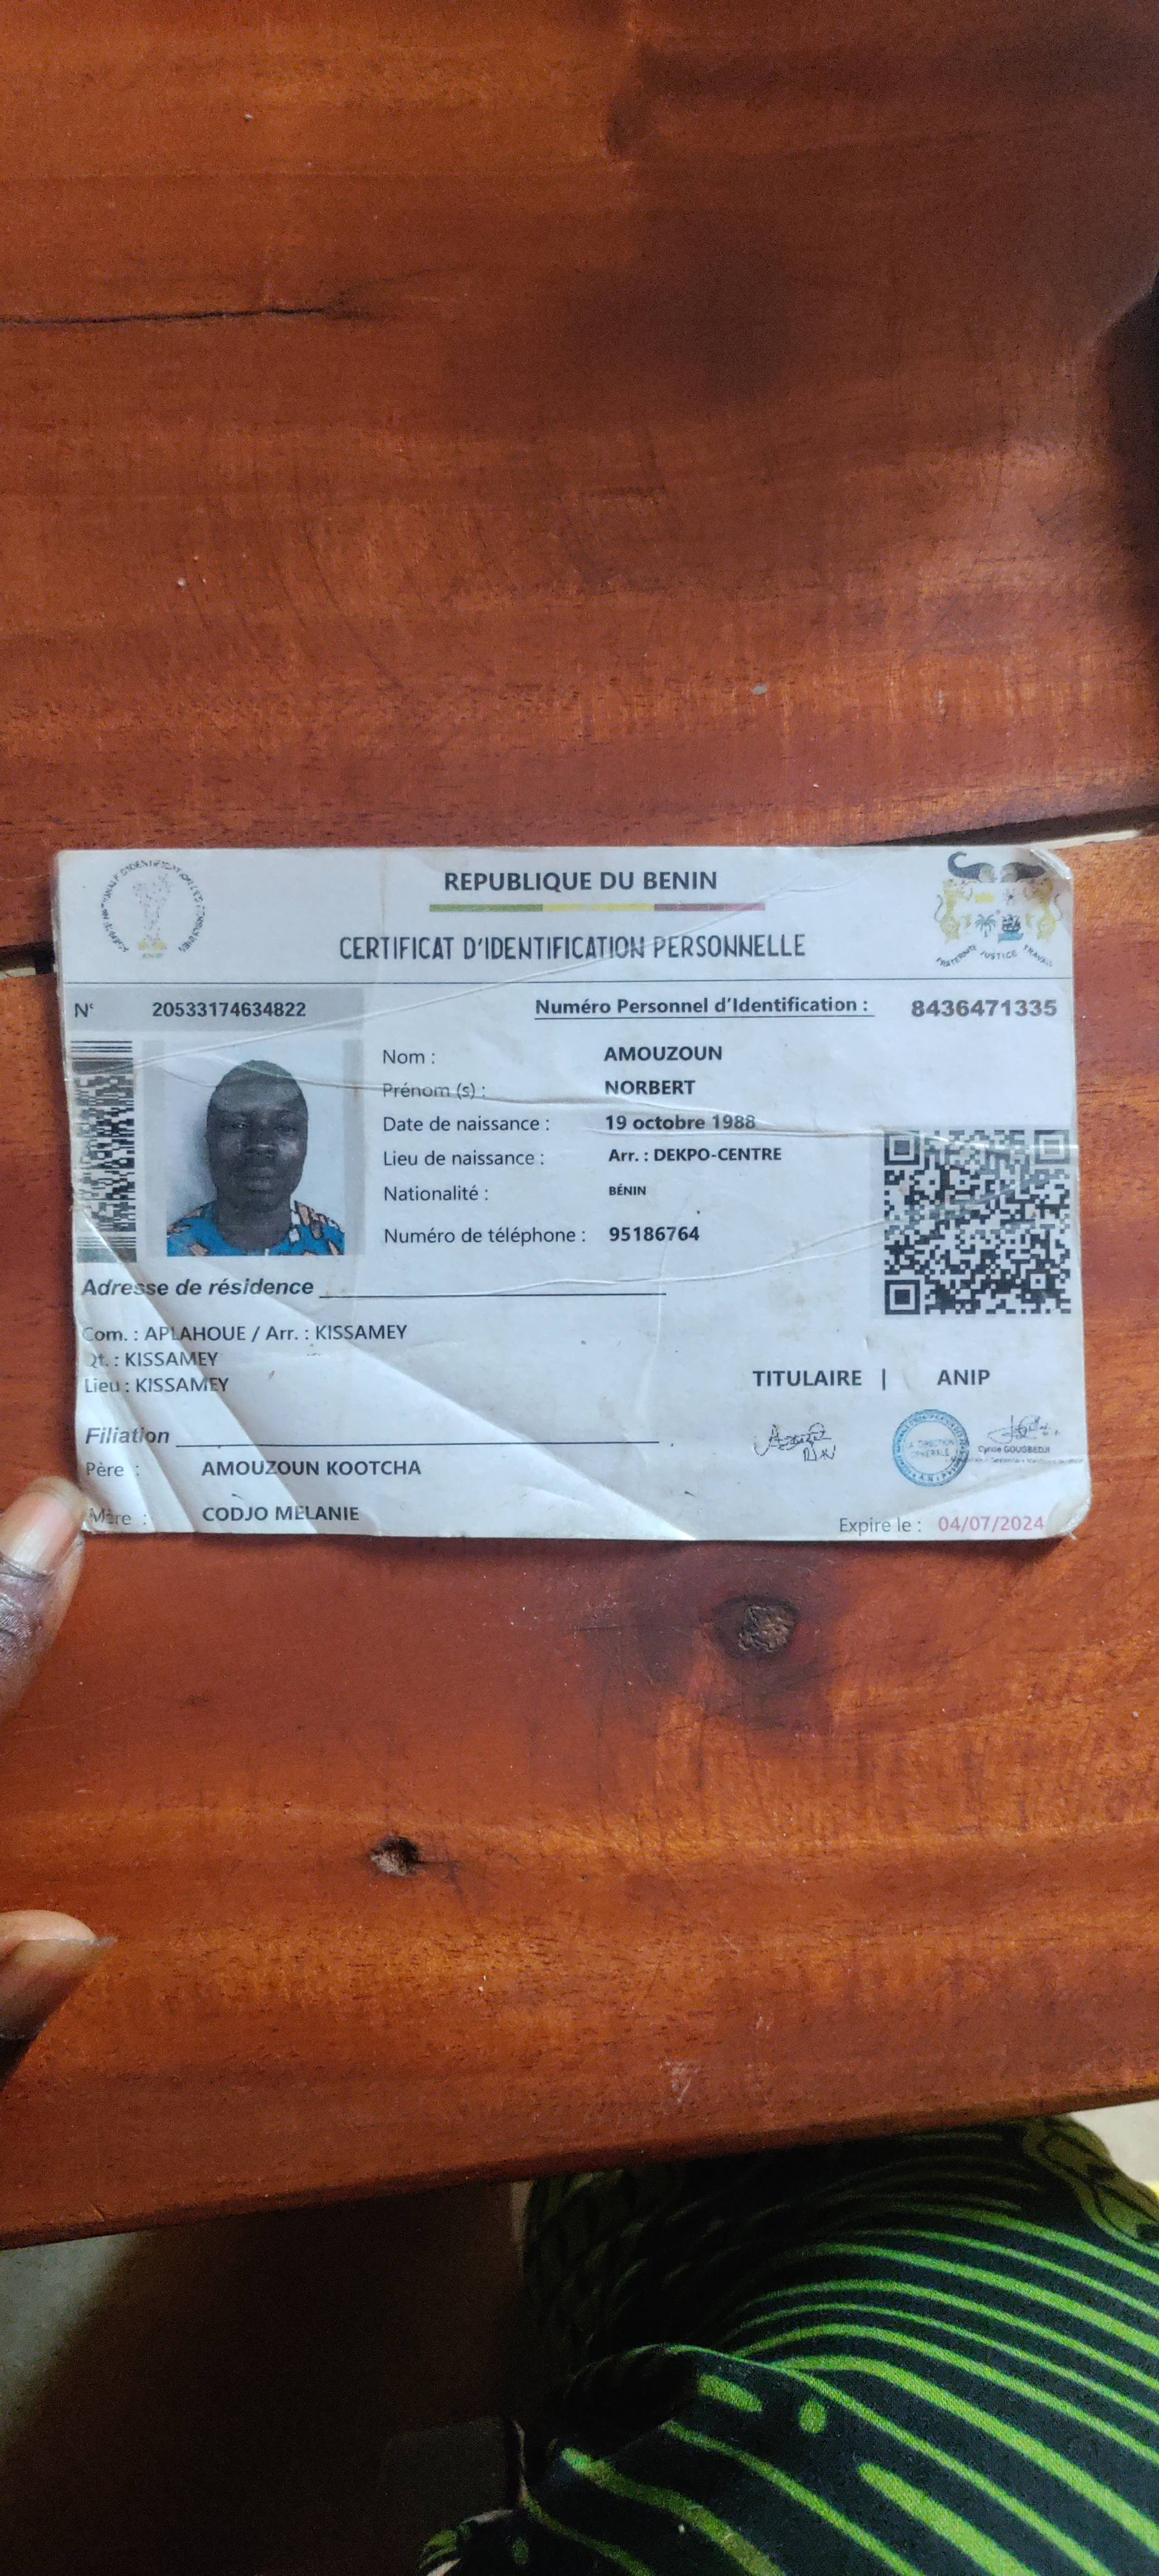 REPUBLIQUE DU BENIN
CERTIFICAT D'IDENTIFICATION PERSONNELLE
FRATERNITE JUSTICE TRAVAIL
N° 20533174634822 Numéro Personnel d'Identification : 8436471335
Nom : AMOUZOUN
Prénom (s) : NORBERT
Date de naissance : 19 octobre 1988
Lieu de naissance : Arr. : DEKPO-CENTRE
Nationalité : BÉNIN
Numéro de téléphone : 95186764
Adresse de résidence
Com. : APLAHOUE / Arr. : KISSAMEY
Qt. : KISSAMEY
Lieu : KISSAMEY
TITULAIRE | ANIP
Filiation
Père : AMOUZOUN KOOTCHA
Mère : CODJO MELANIE
LA DIRECTION GENERALE
Cyrille GOUGBEDJI
Expire le : 04/07/2024